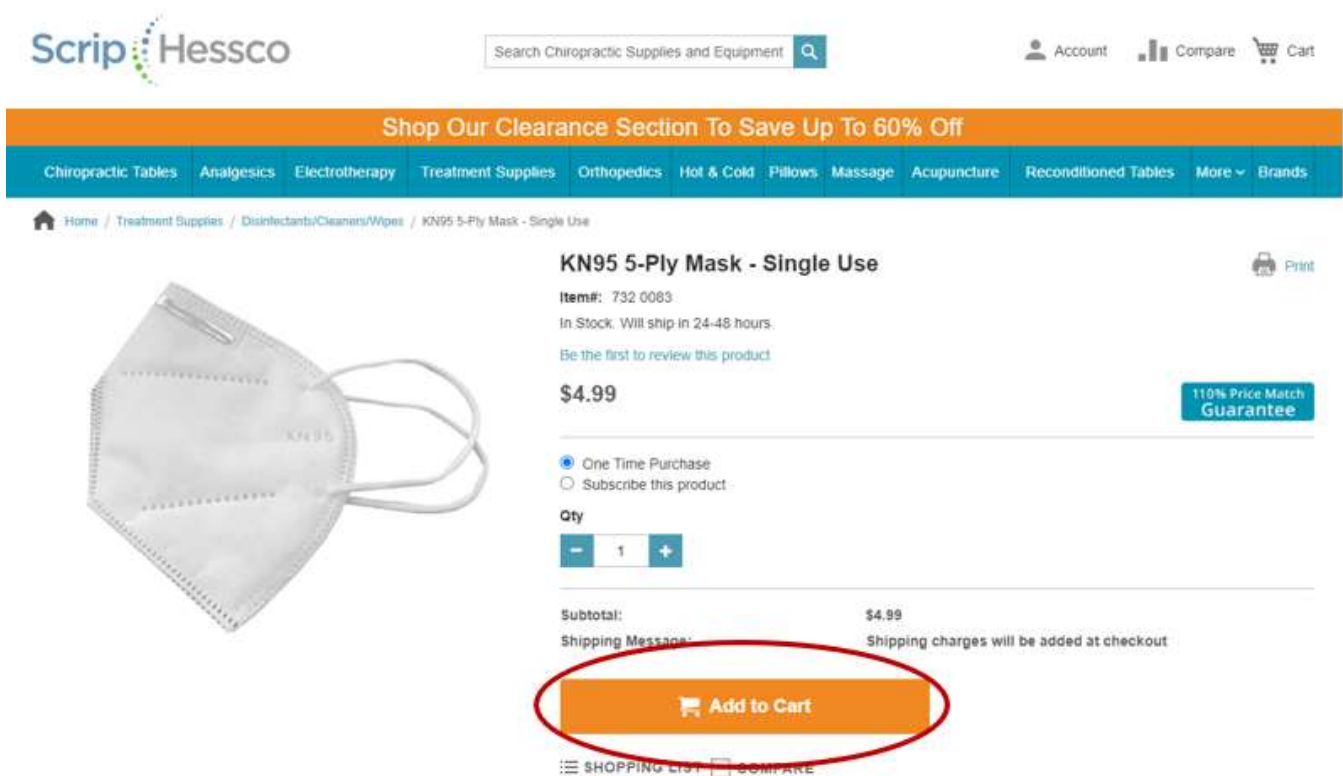 Scrip Hessco
Search Chiropractic Supplies and Equipment
Account Compare Cart
Shop Our Clearance Section To Save Up To 60% Off
Chiropractic Tables Analgesics Electrotherapy Treatment Supplies Orthopedics Hot & Cold Pillows Massage Acupuncture Reconditioned Tables More Brands
Home / Treatment Supplies / Disinfectants/Cleaners/Wipes / KN95 5-Ply Mask - Single Use
KN95 5-Ply Mask - Single Use
Print
Item#: 732 0083
In Stock. Will ship in 24-48 hours
Be the first to review this product
$4.99
110% Price Match
Guarantee
KN95
One Time Purchase
Subscribe this product
Qty
- 1 +
Subtotal: $4.99
Shipping Message: Shipping charges will be added at checkout
Add to Cart
SHOPPING LIST COMPARE